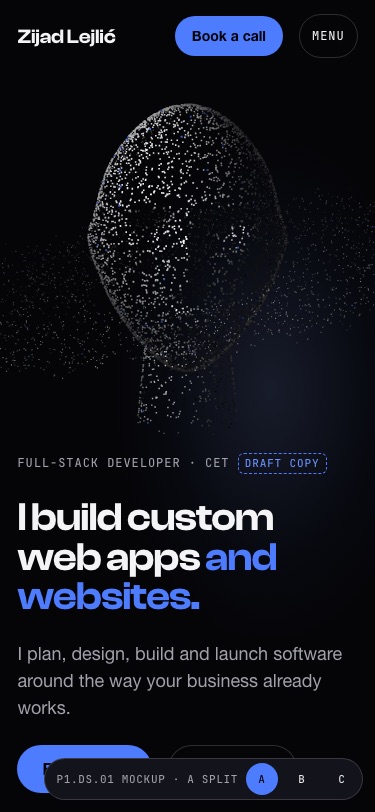 Zijad Lejlić
Book a call
MENU
FULL-STACK DEVELOPER · CET
DRAFT COPY
I build custom
web apps and
websites.
I plan, design, build and launch software
around the way your business already
works.
P1.DS.01 MOCKUP · A SPLIT
A
B
C